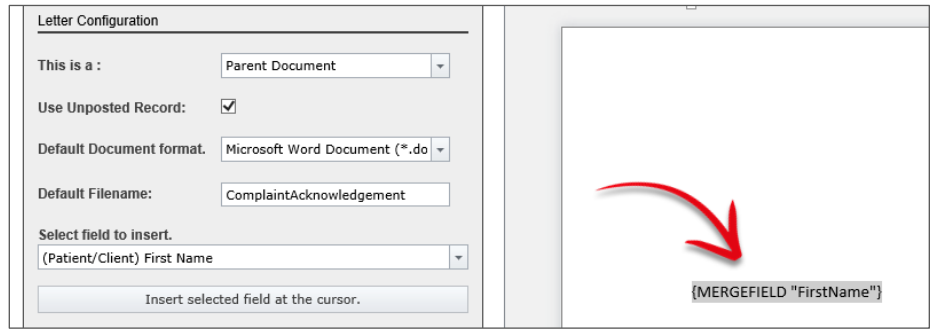 Letter Configuration
This is a : Parent Document
Use Unposted Record:
Default Document format. Microsoft Word Document (*.do
Default Filename: ComplaintAcknowledgement
Select field to insert.
(Patient/Client) First Name
Insert selected field at the cursor.
{MERGEFIELD "FirstName"}